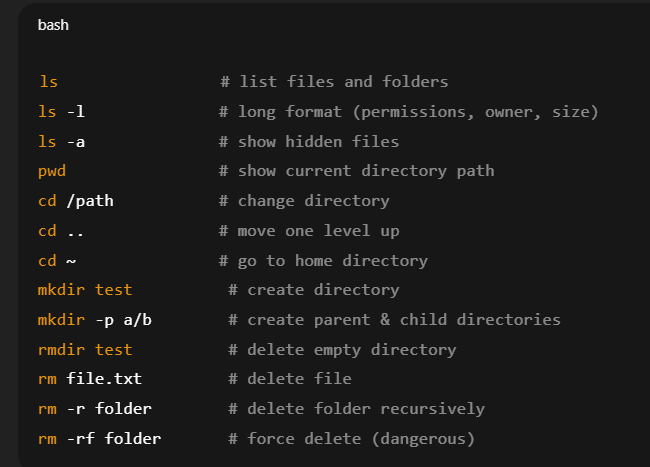 bash
ls # list files and folders
ls -l # long format (permissions, owner, size)
ls -a # show hidden files
pwd # show current directory path
cd /path # change directory
cd .. # move one level up
cd ~ # go to home directory
mkdir test # create directory
mkdir -p a/b # create parent & child directories
rmdir test # delete empty directory
rm file.txt # delete file
rm -r folder # delete folder recursively
rm -rf folder # force delete (dangerous)